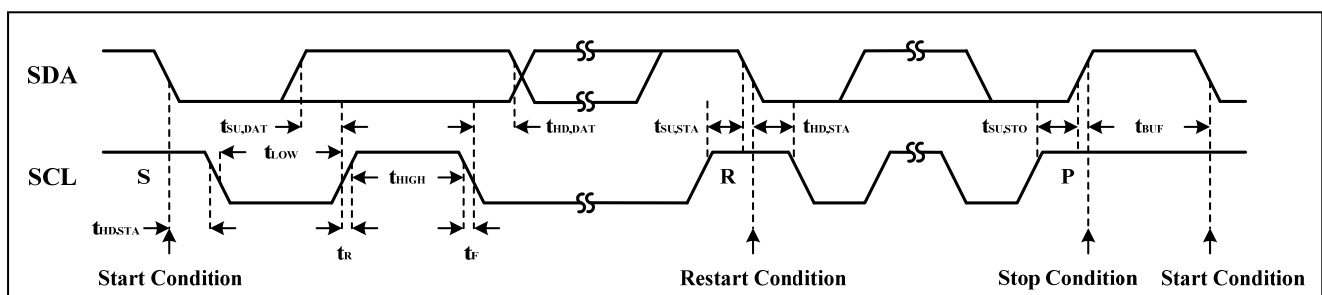 SDA
tSU,DAT
tHD,DAT
tSU,STA
tHD,STA
tSU,STO
tBUF
tLOW
SCL
S
tHIGH
R
P
tHD,STA
tR
tF
Start Condition
Restart Condition
Stop Condition
Start Condition